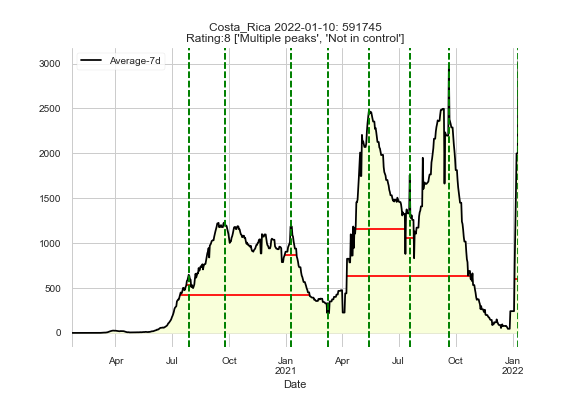 Costa_Rica 2022-01-10: 591745
Rating:8 ['Multiple peaks', 'Not in control']
Average-7d
3000
2500
2000
1500
1000
500
0
Apr Jul Oct Jan Apr Jul Oct Jan
2021 2022
Date